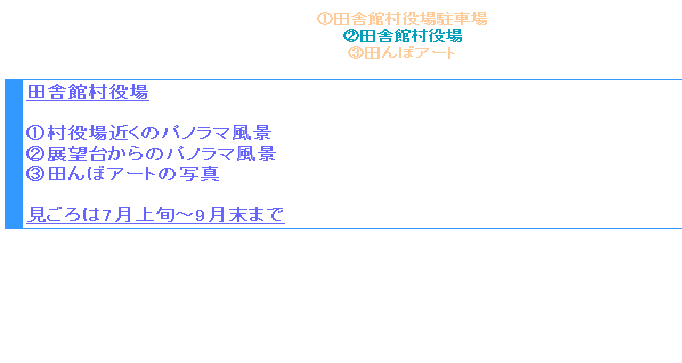 ①田舎館村役場駐車場
②田舎館村役場
③田んぼアート
田舎館村役場
①村役場近くのパノラマ風景
②展望台からのパノラマ風景
③田んぼアートの写真
見ごろは7月上旬～9月末まで